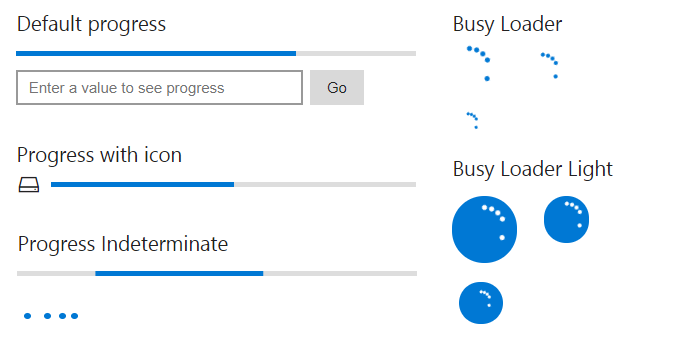 Default progress
Enter a value to see progress
Go
Progress with icon
Progress Indeterminate
Busy Loader
Busy Loader Light